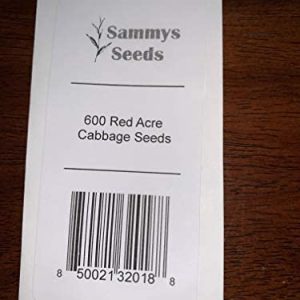 Sammys
Seeds
600 Red Acre
Cabbage Seeds
8 50021 32018 8